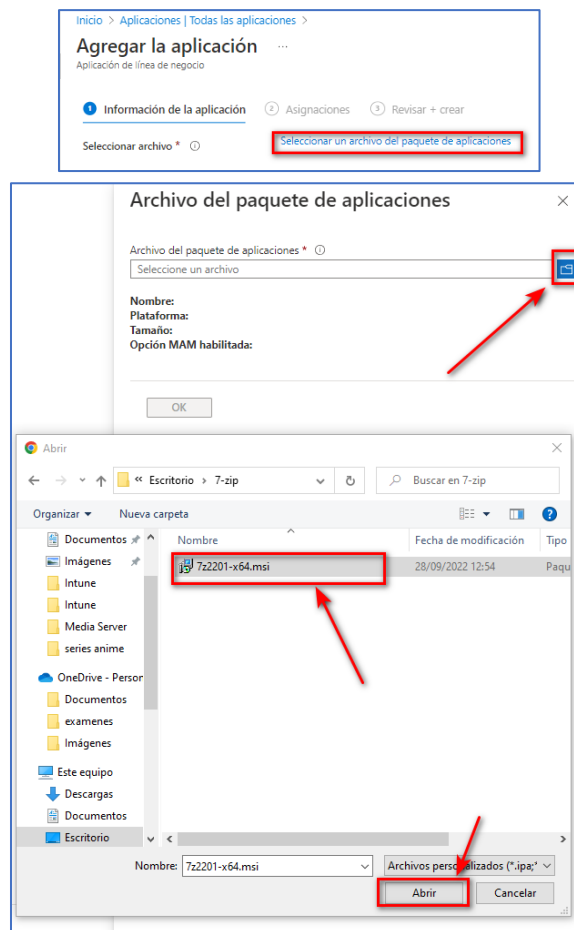 Inicio > Aplicaciones | Todas las aplicaciones >
Agregar la aplicación ...
Aplicación de línea de negocio
1 Información de la aplicación 2 Asignaciones 3 Revisar + crear
Seleccionar archivo * Seleccionar un archivo del paquete de aplicaciones
Archivo del paquete de aplicaciones
Archivo del paquete de aplicaciones *
Seleccione un archivo
Nombre:
Plataforma:
Tamaño:
Opción MAM habilitada:
OK
Abrir
« Escritorio > 7-zip Buscar en 7-zip
Organizar Nueva carpeta
Nombre Fecha de modificación Tipo
7z2201-x64.msi 28/09/2022 12:54 Paqu
Documentos
Imágenes
Intune
Intune
Media Server
series anime
OneDrive - Person
Documentos
examenes
Imágenes
Este equipo
Descargas
Documentos
Escritorio
Nombre: 7z2201-x64.msi Archivos personalizados (*.ipa;*
Abrir Cancelar